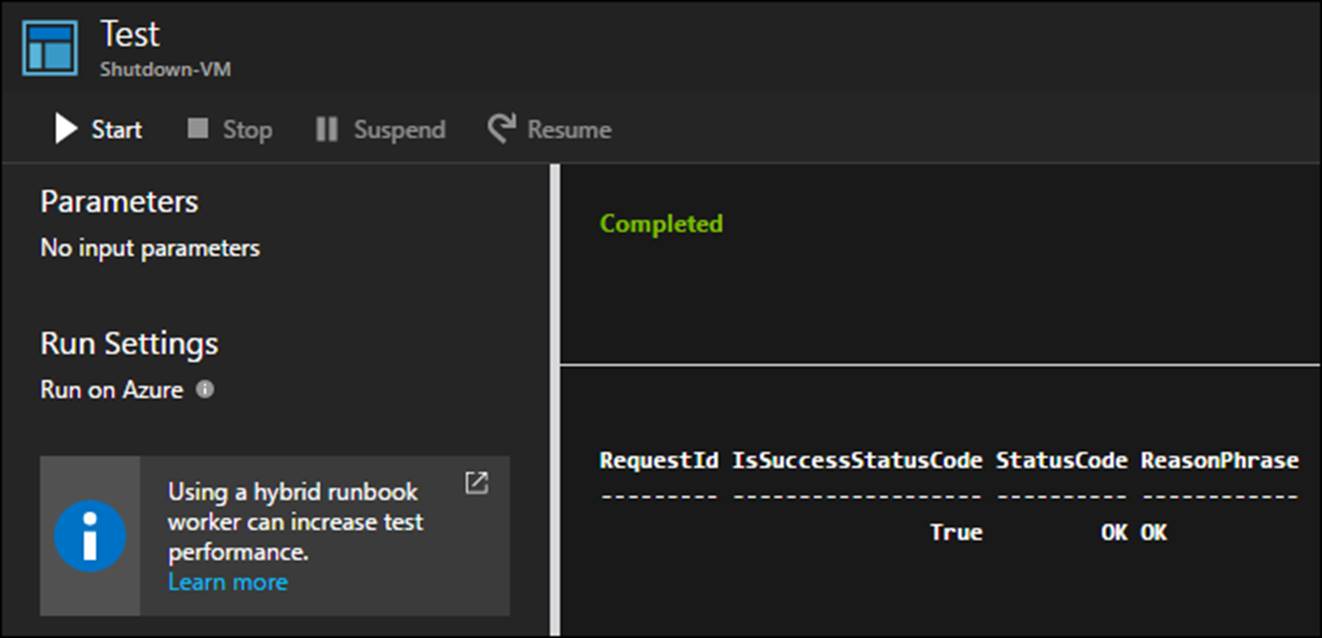 Test
Shutdown-VM
Start Stop Suspend Resume
Parameters
No input parameters
Run Settings
Run on Azure
Using a hybrid runbook
worker can increase test
performance.
Learn more
Completed
RequestId IsSuccessStatusCode StatusCode ReasonPhrase
--------- ------------------- ---------- ------------
True OK OK